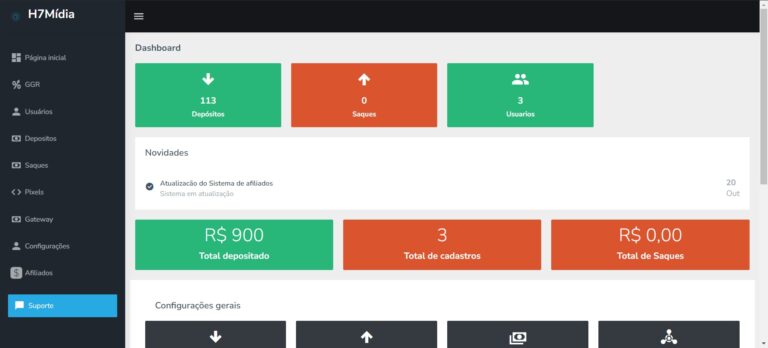 H7Mídia
Página inicial
GGR
Usuários
Depositos
Saques
Pixels
Gateway
Configurações
Afiliados
Suporte
Dashboard
113
Depósitos
0
Saques
3
Usuarios
Novidades
Atualizacão do Sistema de afiliados
Sistema em atualização
20
Out
R$ 900
Total depositado
3
Total de cadastros
R$ 0,00
Total de Saques
Configurações gerais